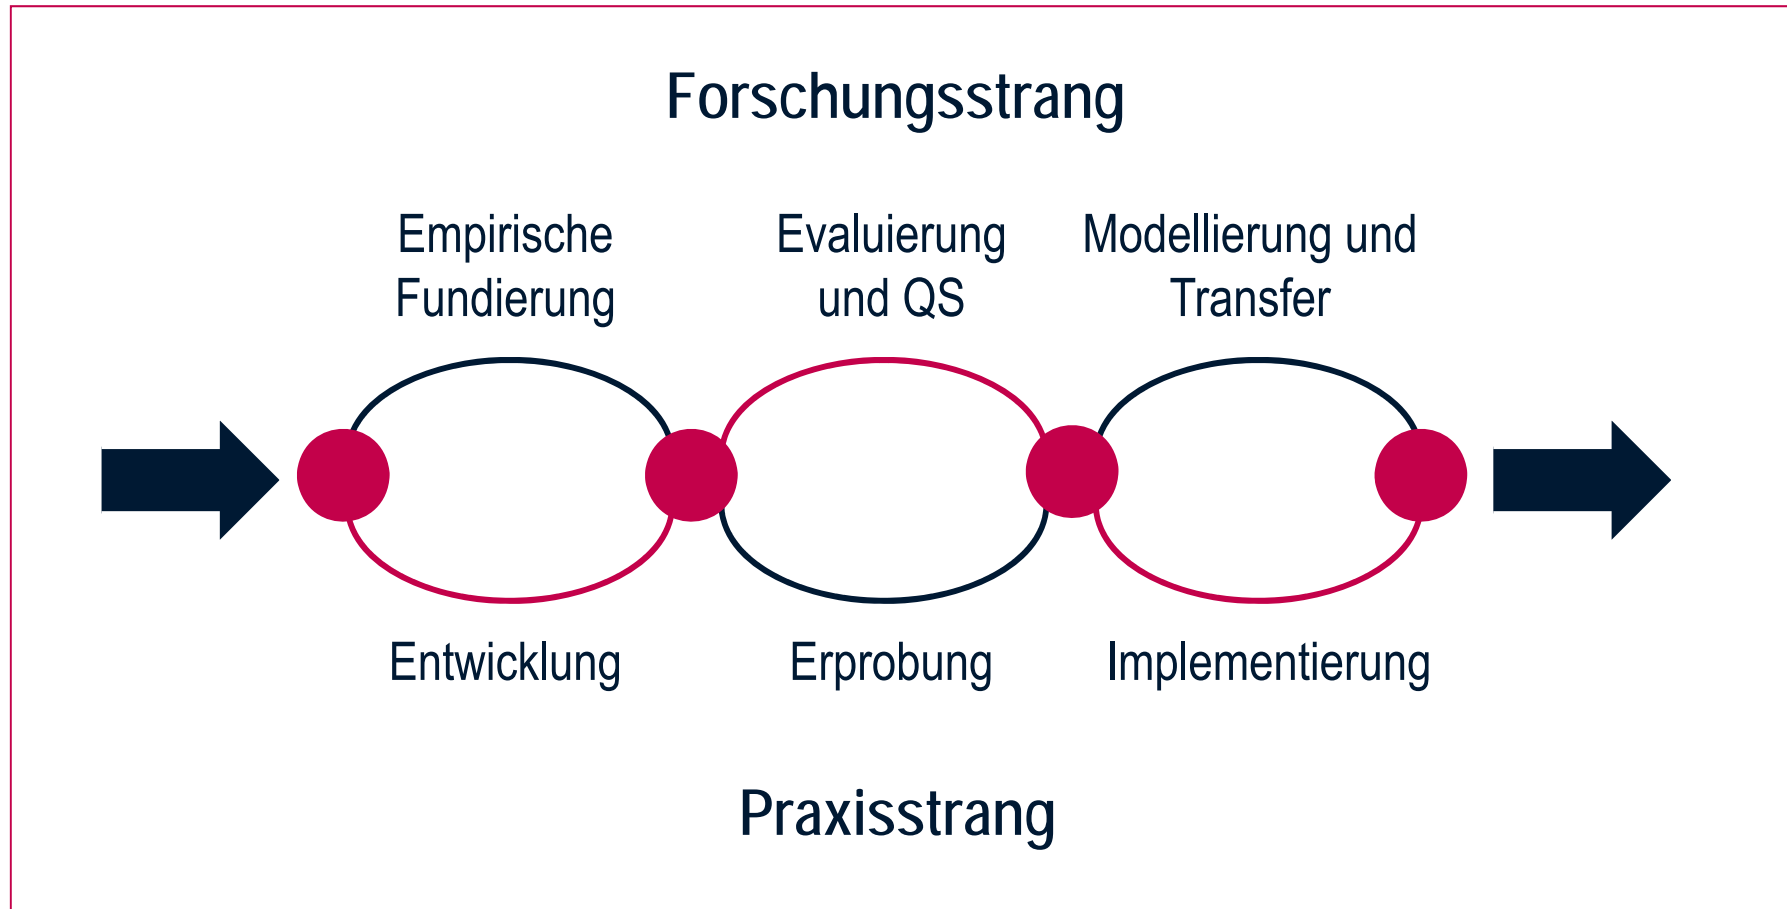 Forschungsstrang
Empirische
Fundierung
Evaluierung
und QS
Modellierung und
Transfer
Entwicklung
Erprobung
Implementierung
Praxisstrang